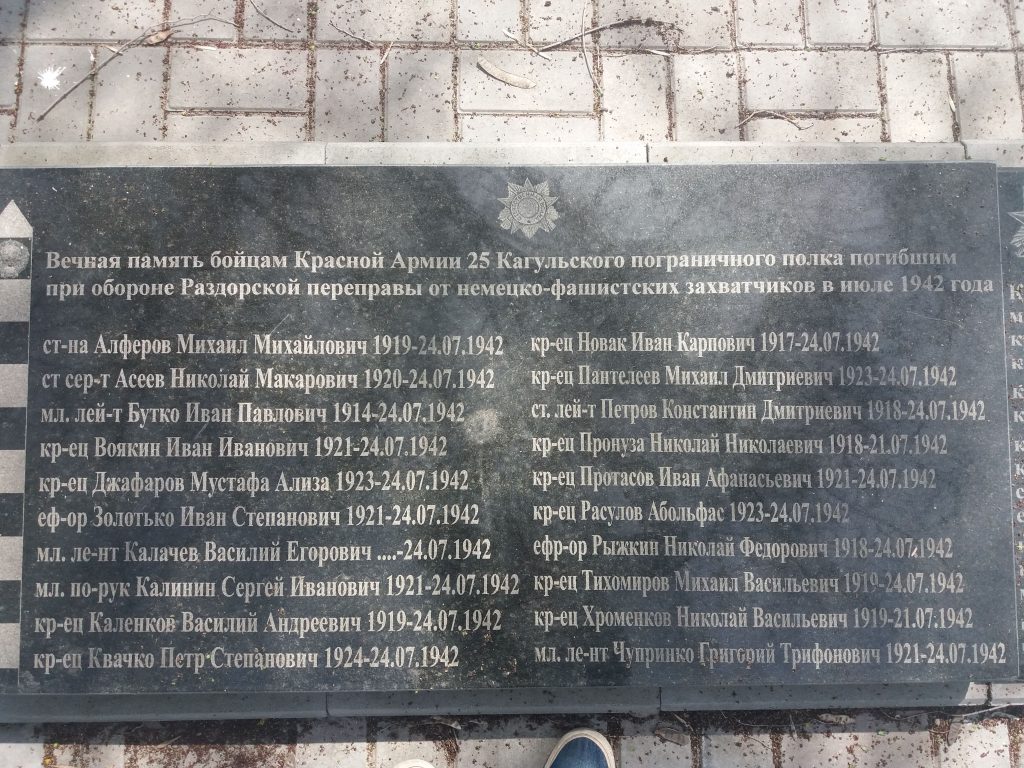 Вечная память бойцам Красной Армии 25 Кагульского пограничного полка погибшим
при обороне Раздорской переправы от немецко-фашистских захватчиков в июле 1942 года
ст-на Алферов Михаил Михайлович 1919-24.07.1942
ст сер-т Асеев Николай Макарович 1920-24.07.1942
мл. лей-т Бутко Иван Павлович 1914-24.07.1942
кр-ец Воякин Иван Иванович 1921-24.07.1942
кр-ец Джафаров Мустафа Ализа 1923-24.07.1942
еф-ор Золотько Иван Степанович 1921-24.07.1942
мл. ле-нт Калачев Василий Егорович ....-24.07.1942
мл. по-рук Калинин Сергей Иванович 1921-24.07.1942
кр-ец Каленков Василий Андреевич 1919-24.07.1942
кр-ец Квачко Петр Степанович 1924-24.07.1942
кр-ец Новак Иван Карпович 1917-24.07.1942
кр-ец Пантелеев Михаил Дмитриевич 1923-24.07.1942
ст. лей-т Петров Константин Дмитриевич 1918-24.07.1942
кр-ец Пронуза Николай Николаевич 1918-21.07.1942
кр-ец Протасов Иван Афанасьевич 1921-24.07.1942
кр-ец Расулов Абольфас 1923-24.07.1942
ефр-ор Рыжкин Николай Федорович 1918-24.07.1942
кр-ец Тихомиров Михаил Васильевич 1919-24.07.1942
кр-ец Хроменков Николай Васильевич 1919-21.07.1942
мл. ле-нт Чупринко Григорий Трифонович 1921-24.07.1942